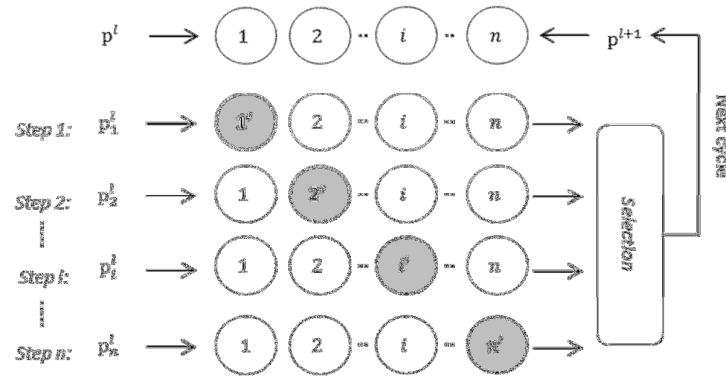 p^l 1 2 ·· i ·· n p^{l+1}
Step 1: p_1^l 1' 2 ·· i ·· n
Step 2: p_2^l 1 2' ·· i ·· n
Step i: p_i^l 1 2 ·· i' ·· n
Step n: p_n^l 1 2 ·· i ·· n'
Selection
Next cycle